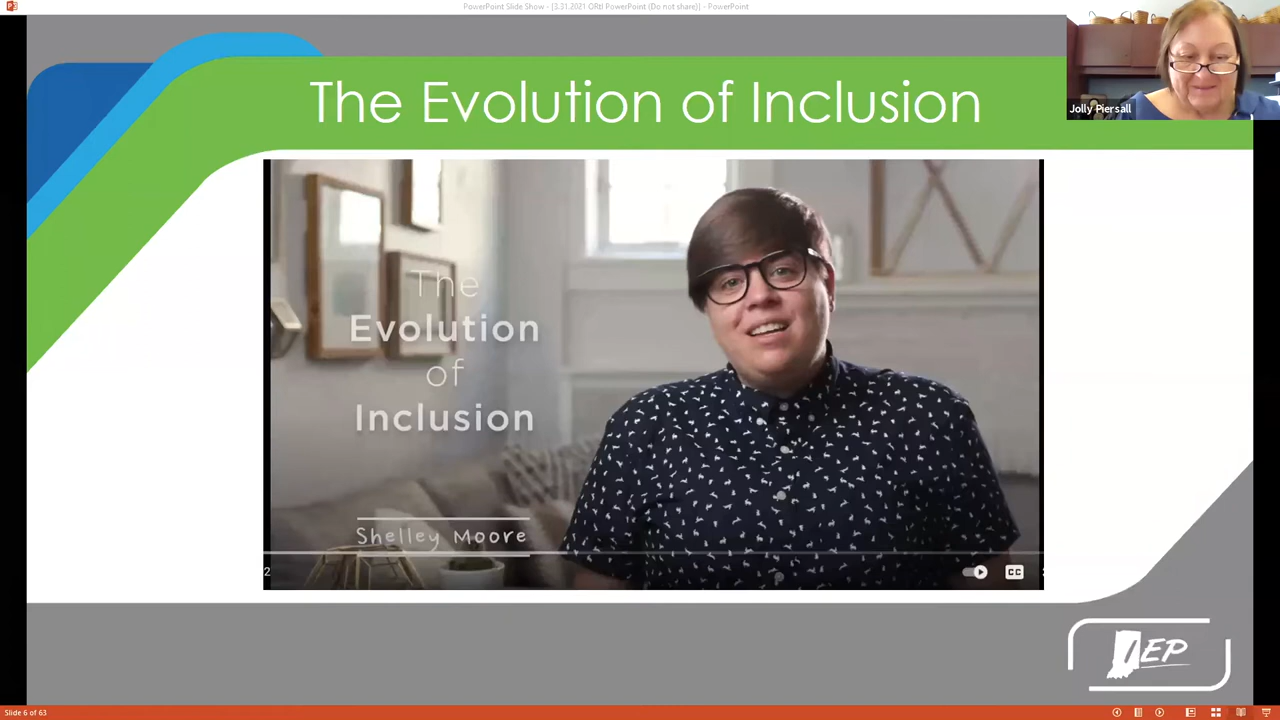 PowerPoint Slide Show - [3.31.2021 ORtI PowerPoint (Do not share)] - PowerPoint
The Evolution of Inclusion
Jolly Piersall
The
Evolution
of
Inclusion
Shelley Moore
2
CC
IEP
Slide 6 of 63